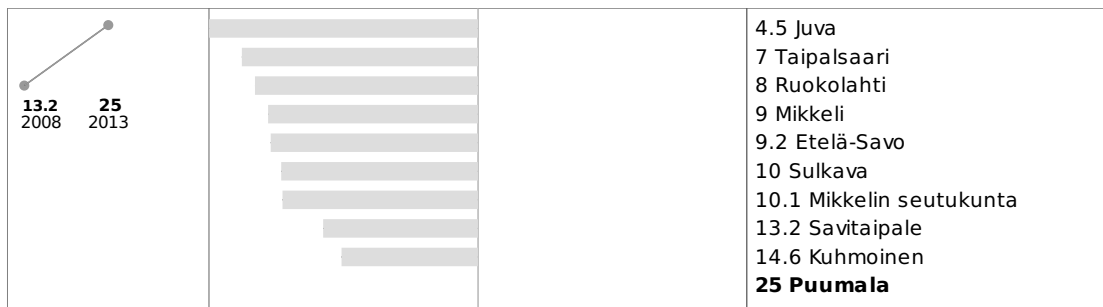 13.2 25
2008 2013
4.5 Juva
7 Taipalsaari
8 Ruokolahti
9 Mikkeli
9.2 Etelä-Savo
10 Sulkava
10.1 Mikkelin seutukunta
13.2 Savitaipale
14.6 Kuhmoinen
25 Puumala